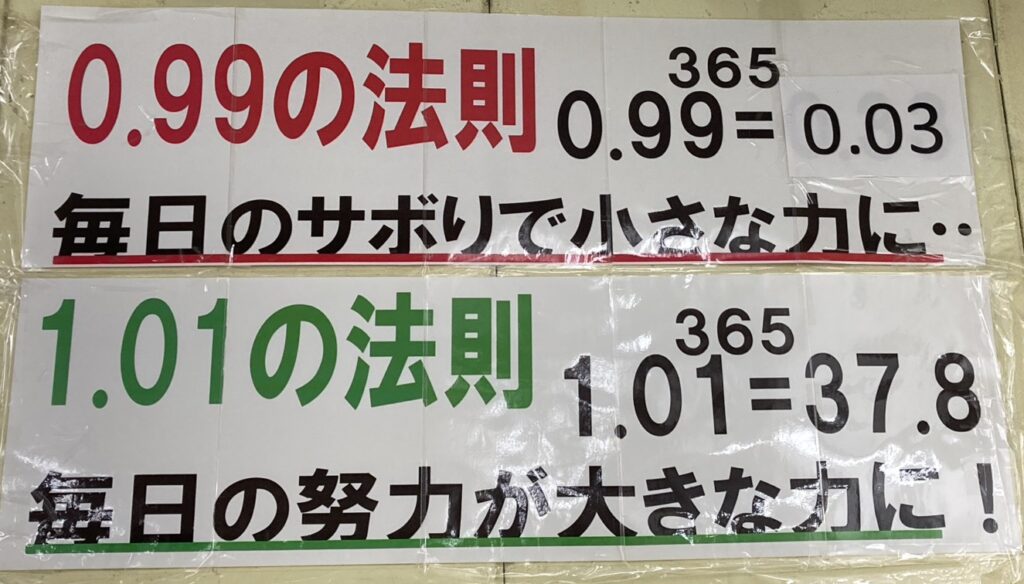 0.99の法則 0.99^365= 0.03
毎日のサボりで小さな力に‥
1.01の法則 1.01^365=37.8
毎日の努力が大きな力に!